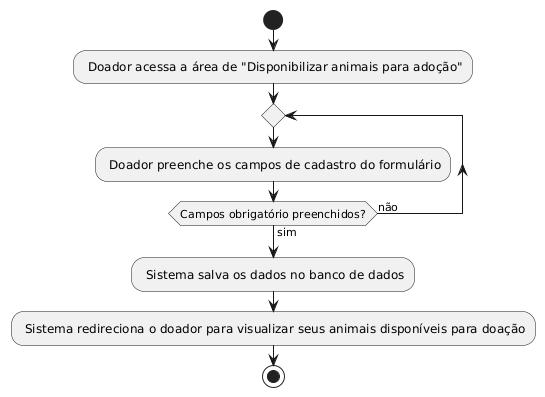 Doador acessa a área de "Disponibilizar animais para adoção"
Doador preenche os campos de cadastro do formulário
Campos obrigatório preenchidos?
não
sim
Sistema salva os dados no banco de dados
Sistema redireciona o doador para visualizar seus animais disponíveis para doação